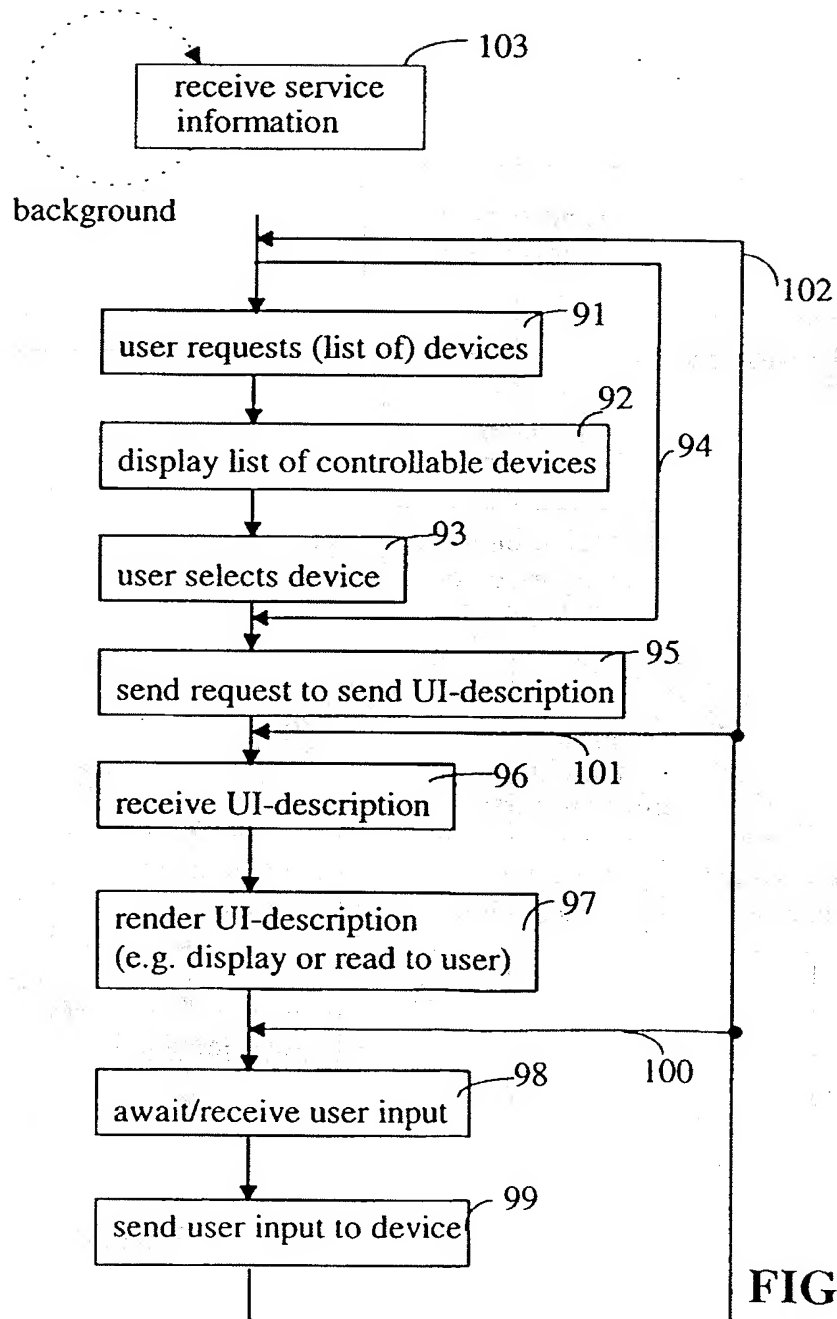 103
receive service
information
background
102
91
user requests (list of) devices
92
display list of controllable devices
94
93
user selects device
95
send request to send UI-description
101
96
receive UI-description
97
render UI-description
(e.g. display or read to user)
100
98
await/receive user input
99
send user input to device
FIG